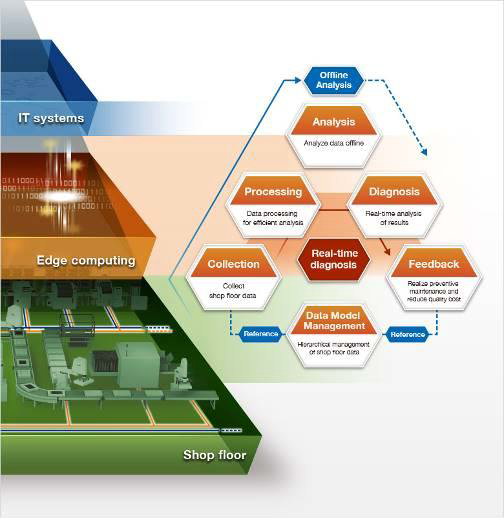 Offline
Analysis
Analysis
Analyze data offline
IT systems
Processing
Data processing
for efficient analysis
Diagnosis
Real-time analysis
of results
Edge computing
Real-time
diagnosis
Collection
Collect
shop floor data
Feedback
Realize preventive
maintenance and
reduce quality cost
Data Model
Management
Hierarchical management
of shop floor data
Reference
Reference
Shop floor